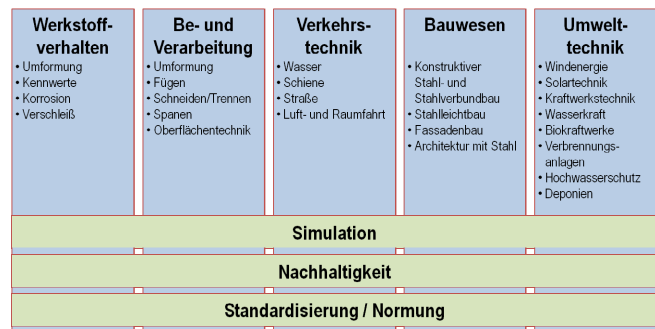 Werkstoff-
verhalten
• Umformung
• Kennwerte
• Korrosion
• Verschleiß
Be- und
Verarbeitung
• Umformung
• Fügen
• Schneiden/Trennen
• Spanen
• Oberflächentechnik
Verkehrs-
technik
• Wasser
• Schiene
• Straße
• Luft- und Raumfahrt
Bauwesen
• Konstruktiver
Stahl- und
Stahlverbundbau
• Stahlleichtbau
• Fassadenbau
• Architektur mit Stahl
Umwelt-
technik
• Windenergie
• Solartechnik
• Kraftwerkstechnik
• Wasserkraft
• Biokraftwerke
• Verbrennungs-
anlagen
• Hochwasserschutz
• Deponien
Simulation
Nachhaltigkeit
Standardisierung / Normung